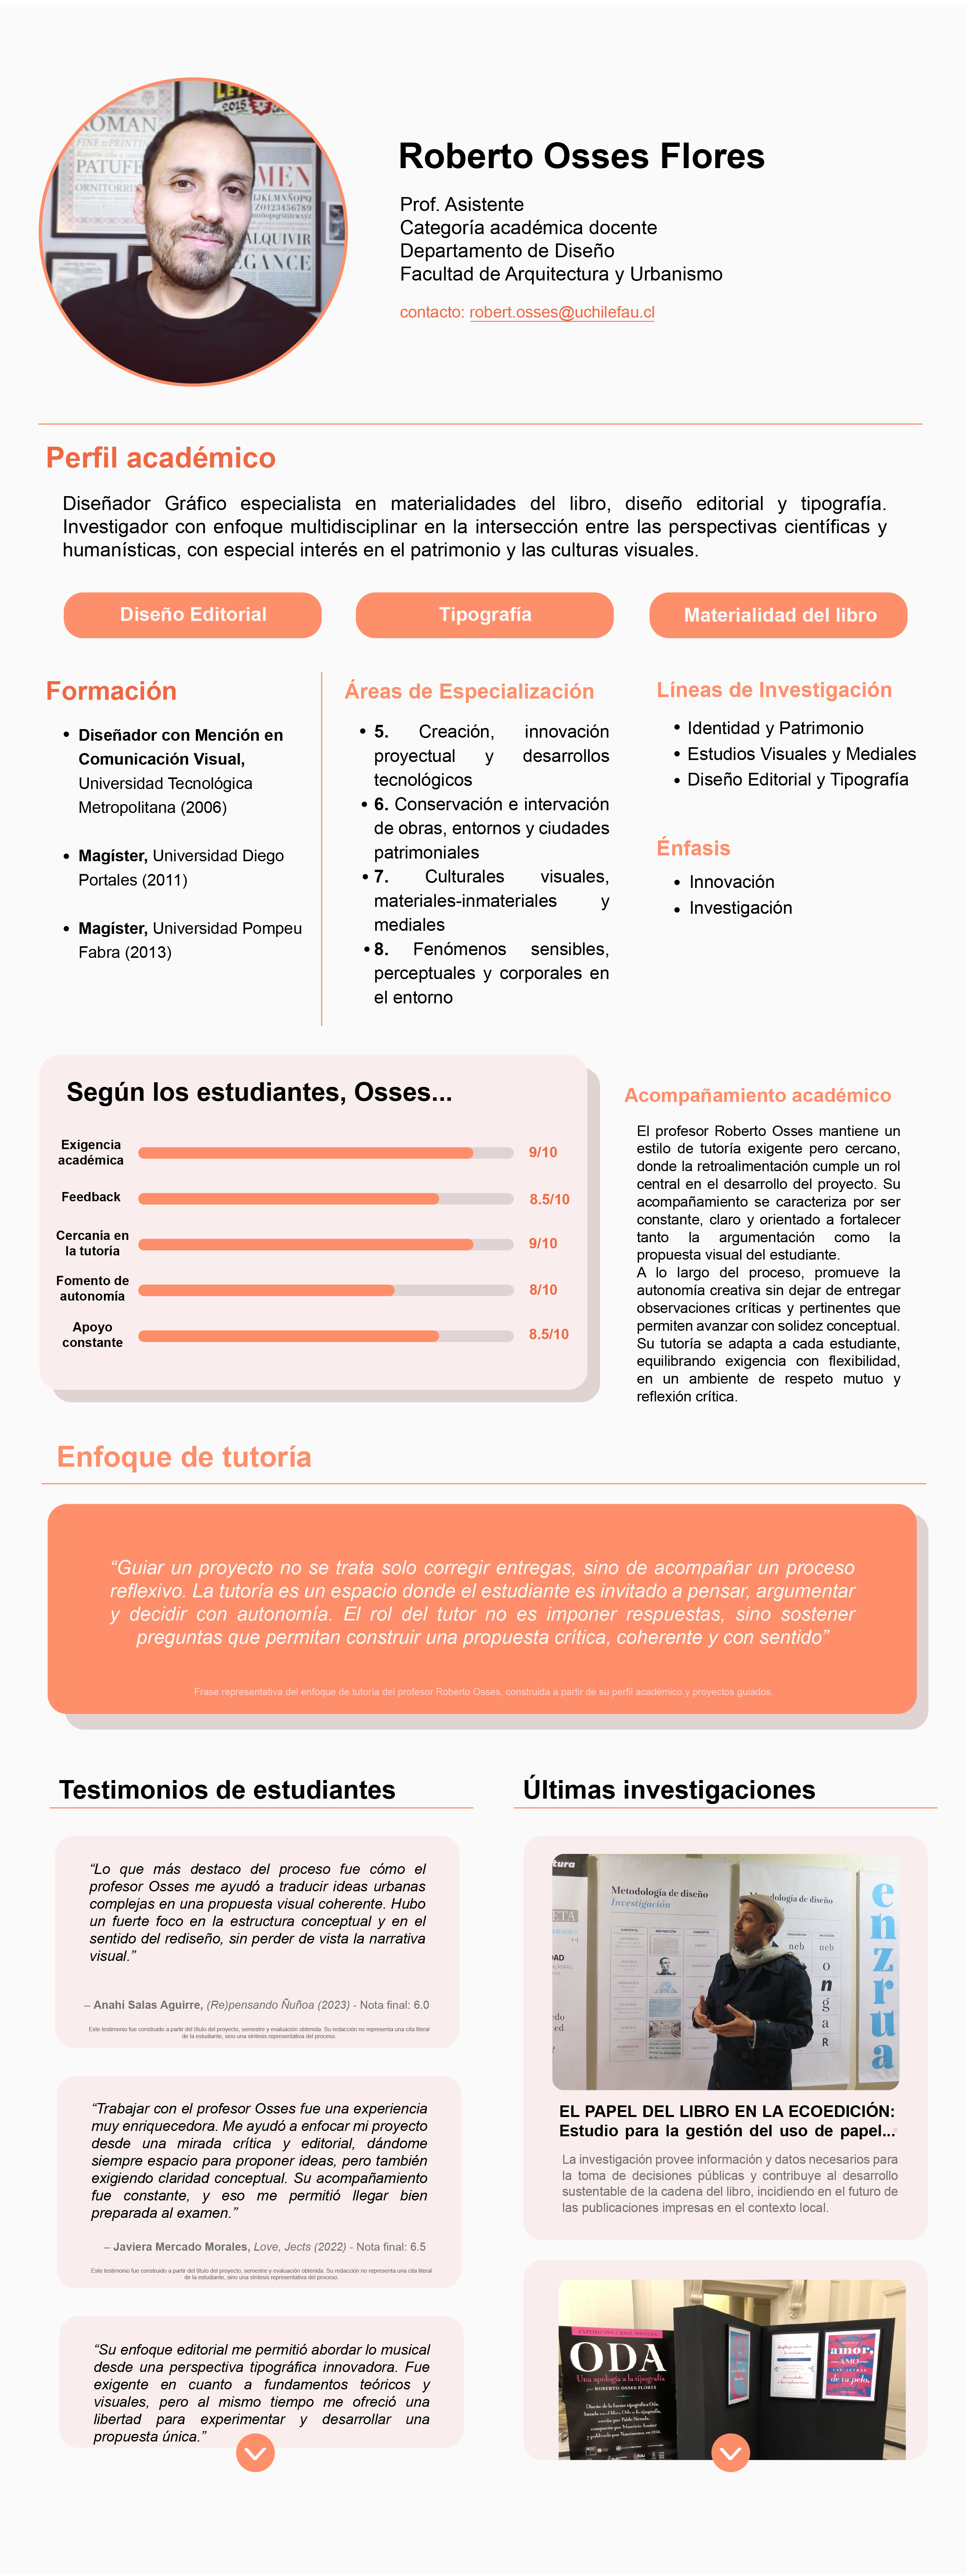 Roberto Osses Flores
Prof. Asistente
Categoría académica docente
Departamento de Diseño
Facultad de Arquitectura y Urbanismo
contacto: robert.osses@uchilefau.cl
Perfil académico
Diseñador Gráfico especialista en materialidades del libro, diseño editorial y tipografía.
Investigador con enfoque multidisciplinar en la intersección entre las perspectivas científicas y
humanísticas, con especial interés en el patrimonio y las culturas visuales.
Diseño Editorial
Tipografía
Materialidad del libro
Formación
• Diseñador con Mención en
Comunicación Visual,
Universidad Tecnológica
Metropolitana (2006)
• Magíster, Universidad Diego
Portales (2011)
• Magíster, Universidad Pompeu
Fabra (2013)
Áreas de Especialización
• 5. Creación, innovación
proyectual y desarrollos
tecnológicos
• 6. Conservación e intervación
de obras, entornos y ciudades
patrimoniales
• 7. Culturales visuales,
materiales-inmateriales y
mediales
• 8. Fenómenos sensibles,
perceptuales y corporales en
el entorno
Líneas de Investigación
• Identidad y Patrimonio
• Estudios Visuales y Mediales
• Diseño Editorial y Tipografía
Énfasis
• Innovación
• Investigación
Según los estudiantes, Osses...
Exigencia
académica
9/10
Feedback
8.5/10
Cercanía en
la tutoría
9/10
Fomento de
autonomía
8/10
Apoyo
constante
8.5/10
Acompañamiento académico
El profesor Roberto Osses mantiene un
estilo de tutoría exigente pero cercano,
donde la retroalimentación cumple un rol
central en el desarrollo del proyecto. Su
acompañamiento se caracteriza por ser
constante, claro y orientado a fortalecer
tanto la argumentación como la
propuesta visual del estudiante.
A lo largo del proceso, promueve la
autonomía creativa sin dejar de entregar
observaciones críticas y pertinentes que
permiten avanzar con solidez conceptual.
Su tutoría se adapta a cada estudiante,
equilibrando exigencia con flexibilidad,
en un ambiente de respeto mutuo y
reflexión crítica.
Enfoque de tutoría
“Guiar un proyecto no se trata solo corregir entregas, sino de acompañar un proceso
reflexivo. La tutoría es un espacio donde el estudiante es invitado a pensar, argumentar
y decidir con autonomía. El rol del tutor no es imponer respuestas, sino sostener
preguntas que permitan construir una propuesta crítica, coherente y con sentido”
Frase representativa del enfoque de tutoría del profesor Roberto Osses, construida a partir de su perfil académico y proyectos guiados.
Testimonios de estudiantes
“Lo que más destaco del proceso fue cómo el
profesor Osses me ayudó a traducir ideas urbanas
complejas en una propuesta visual coherente. Hubo
un fuerte foco en la estructura conceptual y en el
sentido del rediseño, sin perder de vista la narrativa
visual.”
– Anahí Salas Aguirre, (Re)pensando Ñuñoa (2023) - Nota final: 6.0
Este testimonio fue construido a partir del título del proyecto, semestre y evaluación obtenida. Su redacción no representa una cita literal
de la estudiante, sino una síntesis representativa del proceso.
“Trabajar con el profesor Osses fue una experiencia
muy enriquecedora. Me ayudó a enfocar mi proyecto
desde una mirada crítica y editorial, dándome
siempre espacio para proponer ideas, pero también
exigiendo claridad conceptual. Su acompañamiento
fue constante, y eso me permitió llegar bien
preparada al examen.”
– Javiera Mercado Morales, Love, Jects (2022) - Nota final: 6.5
Este testimonio fue construido a partir del título del proyecto, semestre y evaluación obtenida. Su redacción no representa una cita literal
de la estudiante, sino una síntesis representativa del proceso.
“Su enfoque editorial me permitió abordar lo musical
desde una perspectiva tipográfica innovadora. Fue
exigente en cuanto a fundamentos teóricos y
visuales, pero al mismo tiempo me ofreció una
libertad para experimentar y desarrollar una
propuesta única.”
Últimas investigaciones
Metodología de diseño
Investigación
Metodología de diseño
enzrua
EL PAPEL DEL LIBRO EN LA ECOEDICIÓN:
Estudio para la gestión del uso de papel...
La investigación provee información y datos necesarios para
la toma de decisiones públicas y contribuye al desarrollo
sustentable de la cadena del libro, incidiendo en el futuro de
las publicaciones impresas en el contexto local.
ODA
Una apología a la tipografía
por ROBERTO OSSES FLORES
amor,
AMO